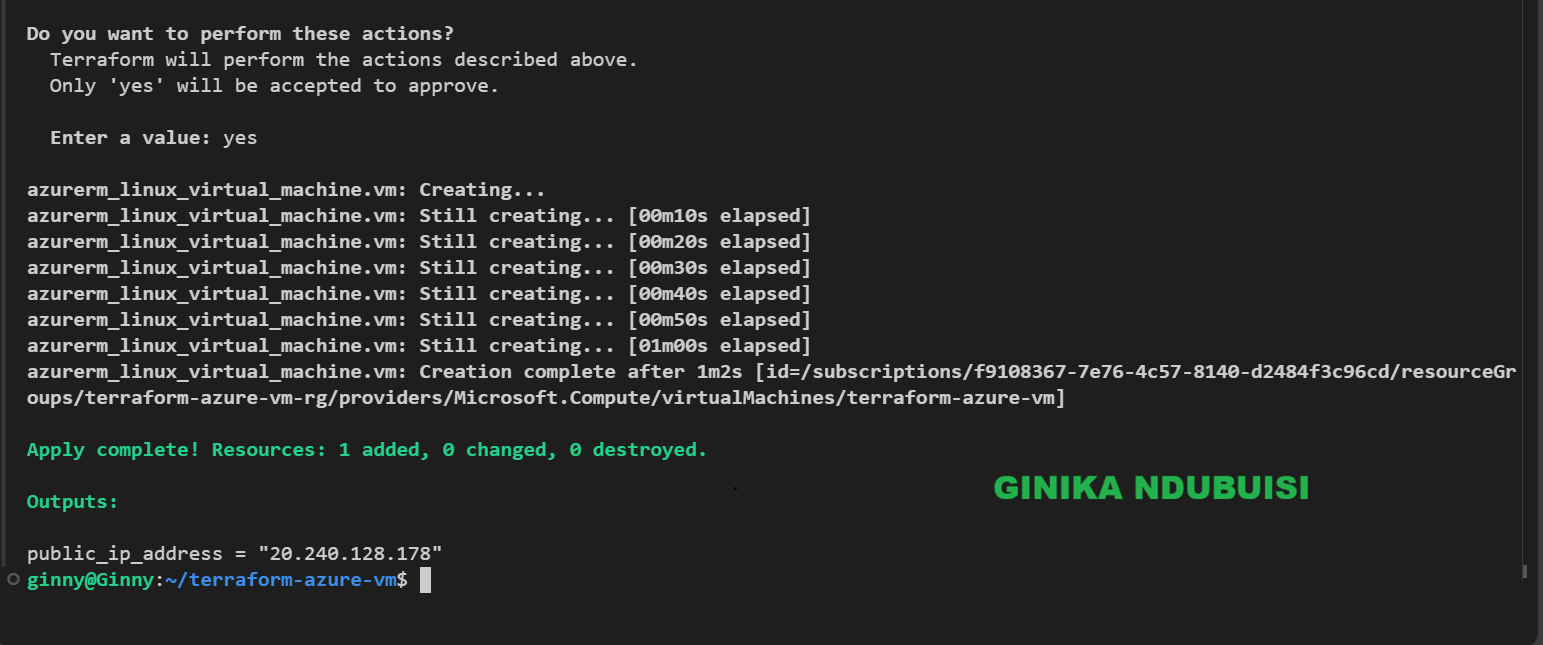 Do you want to perform these actions?
Terraform will perform the actions described above.
Only 'yes' will be accepted to approve.
Enter a value: yes
azurerm_linux_virtual_machine.vm: Creating...
azurerm_linux_virtual_machine.vm: Still creating... [00m10s elapsed]
azurerm_linux_virtual_machine.vm: Still creating... [00m20s elapsed]
azurerm_linux_virtual_machine.vm: Still creating... [00m30s elapsed]
azurerm_linux_virtual_machine.vm: Still creating... [00m40s elapsed]
azurerm_linux_virtual_machine.vm: Still creating... [00m50s elapsed]
azurerm_linux_virtual_machine.vm: Still creating... [01m00s elapsed]
azurerm_linux_virtual_machine.vm: Creation complete after 1m2s [id=/subscriptions/f9108367-7e76-4c57-8140-d2484f3c96cd/resourceGr
oups/terraform-azure-vm-rg/providers/Microsoft.Compute/virtualMachines/terraform-azure-vm]
Apply complete! Resources: 1 added, 0 changed, 0 destroyed.
GINIKA NDUBUISI
Outputs:
public_ip_address = "20.240.128.178"
ginny@Ginny:~/terraform-azure-vm$